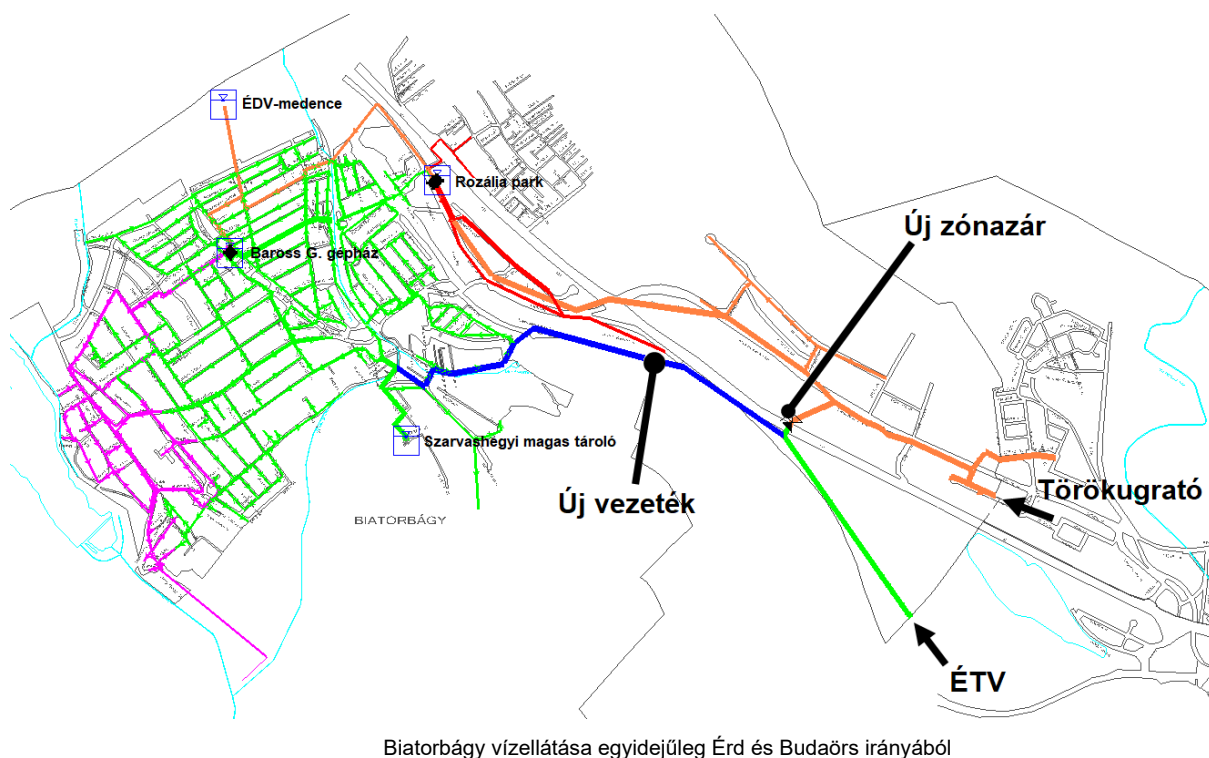 ÉDV-medence
Rozália park
Új zónazár
Baross G. gépház
Szarvashegyi magas tároló
Új vezeték
Törökugrató
BIATORBÁGY
ÉTV
Biatorbágy vízellátása egyidejűleg Érd és Budaörs irányából